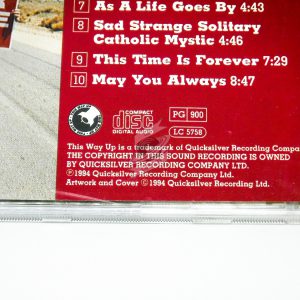 7 As A Life Goes By 4:43
8 Sad Strange Solitary
Catholic Mystic 4:46
9 This Time Is Forever 7:29
10 May You Always 8:47
COMPACT
disc
DIGITAL AUDIO
PG 900
LC 5758
This Way Up is a trademark of Quicksilver Recording Company
THE COPYRIGHT IN THIS SOUND RECORDING IS OWNED
BY QUICKSILVER RECORDING COMPANY LTD.
℗1994 Quicksilver Recording Company Ltd.
Artwork and Cover ©1994 Quicksilver Recording Company Ltd.